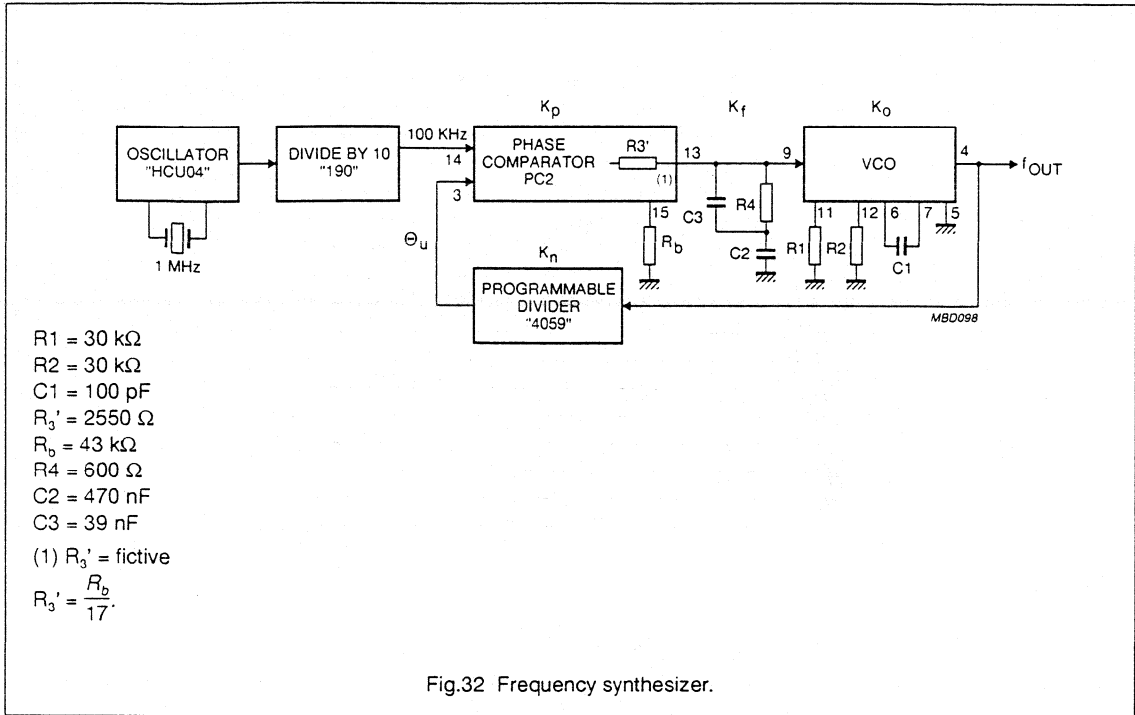 Kp Kf Ko
OSCILLATOR
"HCU04"
1 MHz
DIVIDE BY 10
"190"
100 KHz
14
3
Θu
PHASE
COMPARATOR
PC2
R3'
(1)
13
15
Rb
C3
R4
C2
9
VCO
4
fOUT
11
12
6
7
5
R1
R2
C1
Kn
PROGRAMMABLE
DIVIDER
"4059"
MBD098
R1 = 30 kΩ
R2 = 30 kΩ
C1 = 100 pF
R3' = 2550 Ω
Rb = 43 kΩ
R4 = 600 Ω
C2 = 470 nF
C3 = 39 nF
(1) R3' = fictive
R3' = Rb/17.
Fig.32 Frequency synthesizer.